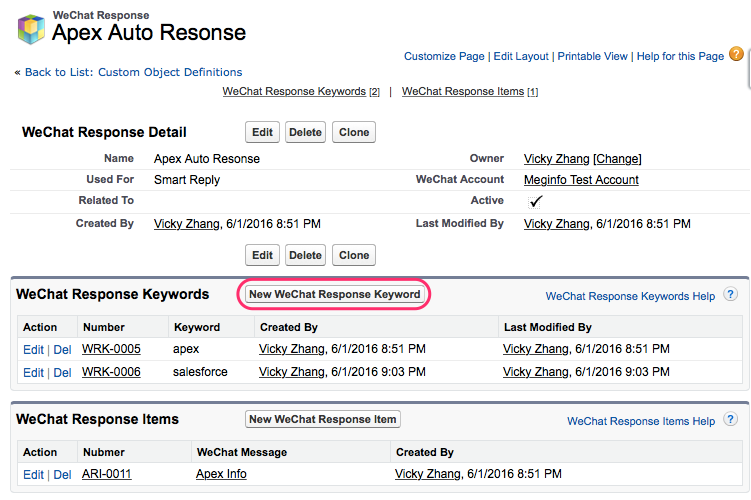 WeChat Response
Apex Auto Resonse
Customize Page | Edit Layout | Printable View | Help for this Page ?
« Back to List: Custom Object Definitions
WeChat Response Keywords [2] | WeChat Response Items [1]
WeChat Response Detail Edit Delete Clone
Name Apex Auto Resonse Owner Vicky Zhang [Change]
Used For Smart Reply WeChat Account Meginfo Test Account
Related To Active
Created By Vicky Zhang, 6/1/2016 8:51 PM Last Modified By Vicky Zhang, 6/1/2016 8:51 PM
Edit Delete Clone
WeChat Response Keywords New WeChat Response Keyword WeChat Response Keywords Help ?
Action Number Keyword Created By Last Modified By
Edit | Del WRK-0005 apex Vicky Zhang, 6/1/2016 8:51 PM Vicky Zhang, 6/1/2016 8:51 PM
Edit | Del WRK-0006 salesforce Vicky Zhang, 6/1/2016 9:03 PM Vicky Zhang, 6/1/2016 9:03 PM
WeChat Response Items New WeChat Response Item WeChat Response Items Help ?
Action Nubmer WeChat Message Created By
Edit | Del ARI-0011 Apex Info Vicky Zhang, 6/1/2016 8:51 PM